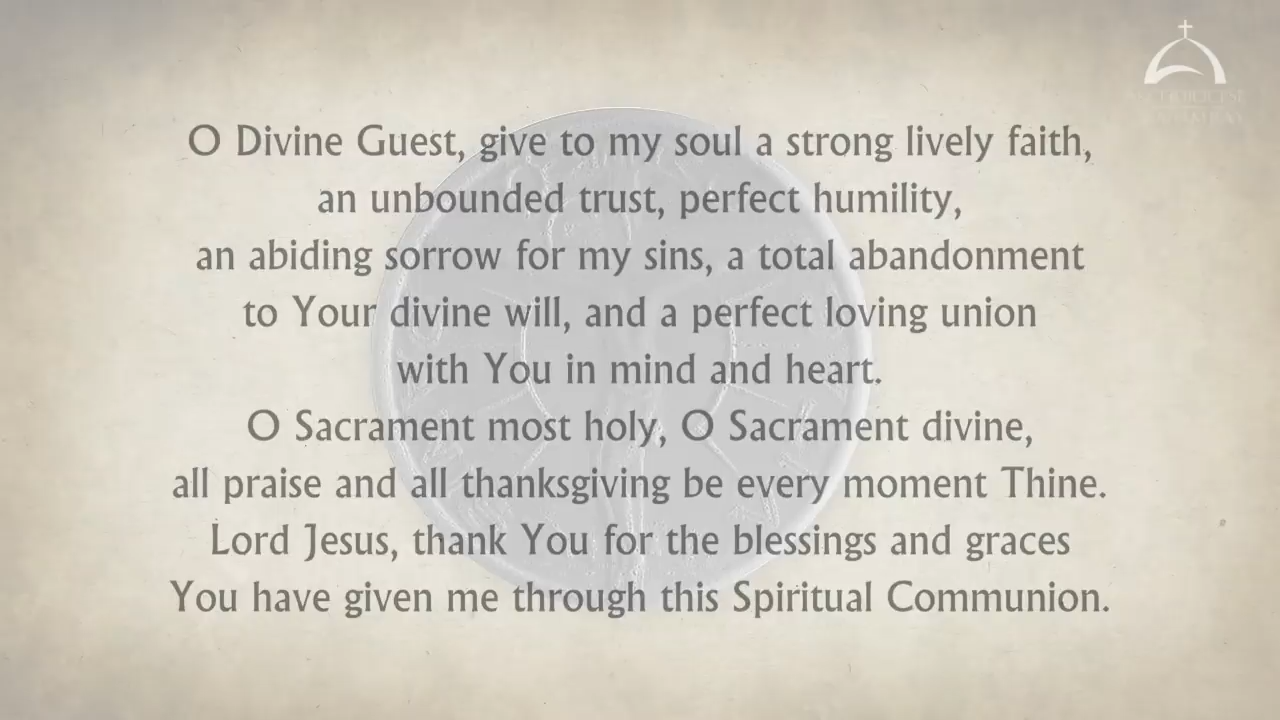 O Divine Guest, give to my soul a strong lively faith,
an unbounded trust, perfect humility,
an abiding sorrow for my sins, a total abandonment
to Your divine will, and a perfect loving union
with You in mind and heart.
O Sacrament most holy, O Sacrament divine,
all praise and all thanksgiving be every moment Thine.
Lord Jesus, thank You for the blessings and graces
You have given me through this Spiritual Communion.